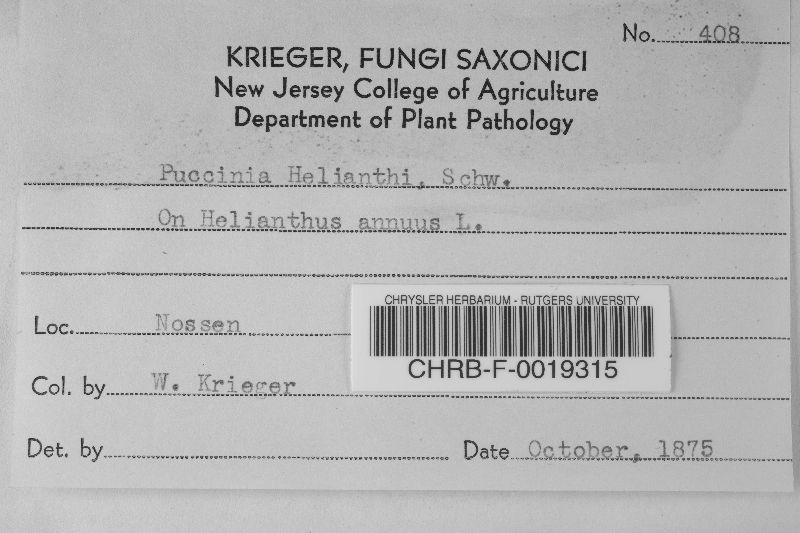 No. 408
KRIEGER, FUNGI SAXONICI
New Jersey College of Agriculture
Department of Plant Pathology
Puccinia Helianthi, Schw.
On Helianthus annuus L.
Loc. Nossen
CHRYSLER HERBARIUM - RUTGERS UNIVERSITY
CHRB-F-0019315
Col. by W. Krieger
Det. by
Date October, 1875